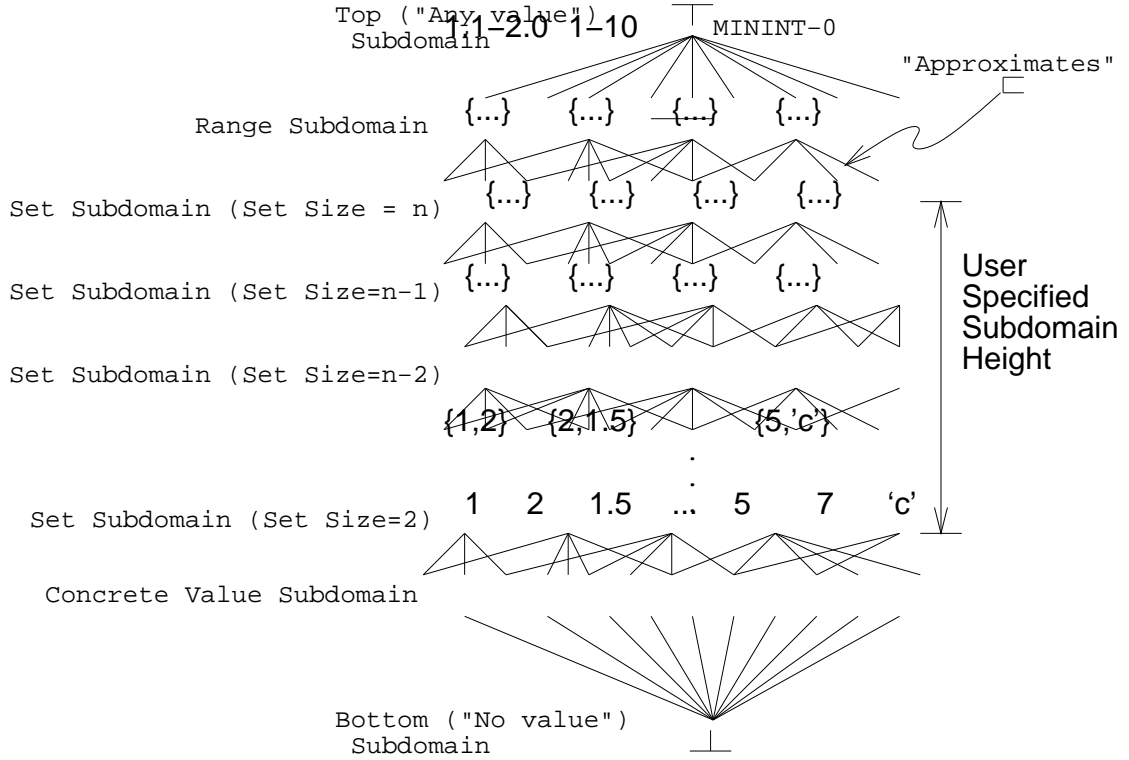 Top ("Any value")
Subdomain
1.1−2.0 1−10
MININT−0
"Approximates"
{...} {...} {...} {...}
Range Subdomain
{...} {...} {...} {...}
Set Subdomain (Set Size = n)
{...} {...} {...} {...}
Set Subdomain (Set Size=n−1)
User
Specified
Subdomain
Height
Set Subdomain (Set Size=n−2)
{1,2} {2,1.5} {5,'c'}
1 2 1.5 ... 5 7 ‘c’
Set Subdomain (Set Size=2)
Concrete Value Subdomain
Bottom ("No value")
Subdomain